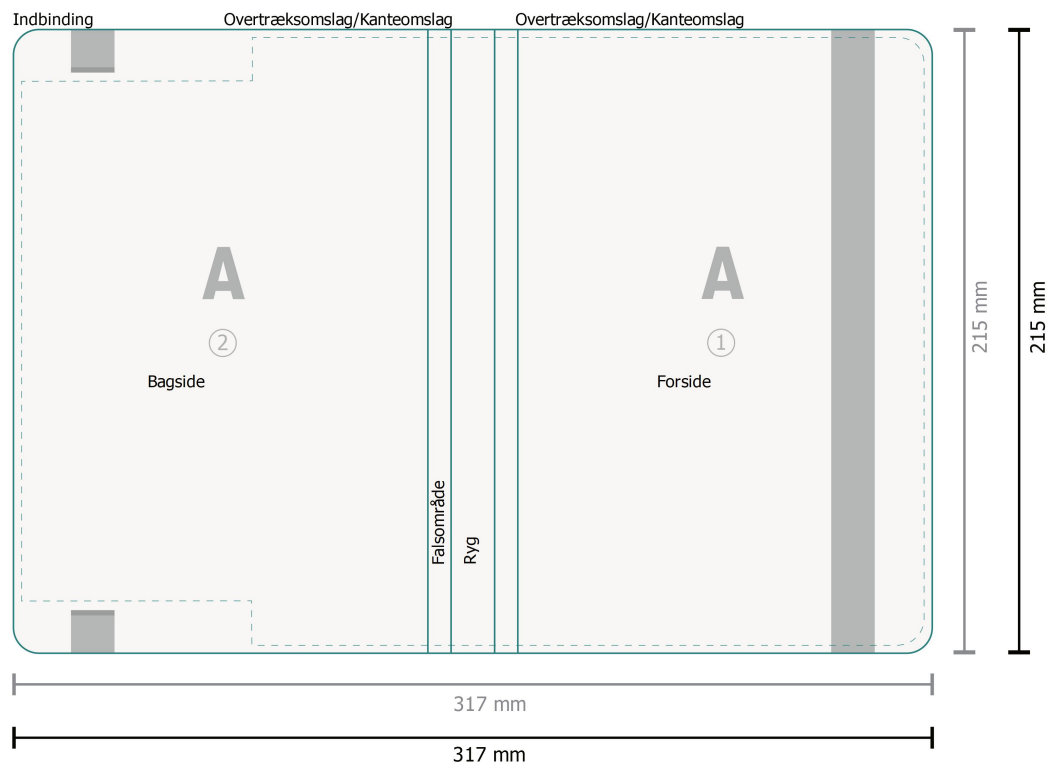 Indbinding
Overtræksomslag/Kanteomslag
Overtræksomslag/Kanteomslag
A
A
2
1
Bagside
Forside
Falsområde
Ryg
215 mm
215 mm
317 mm
317 mm